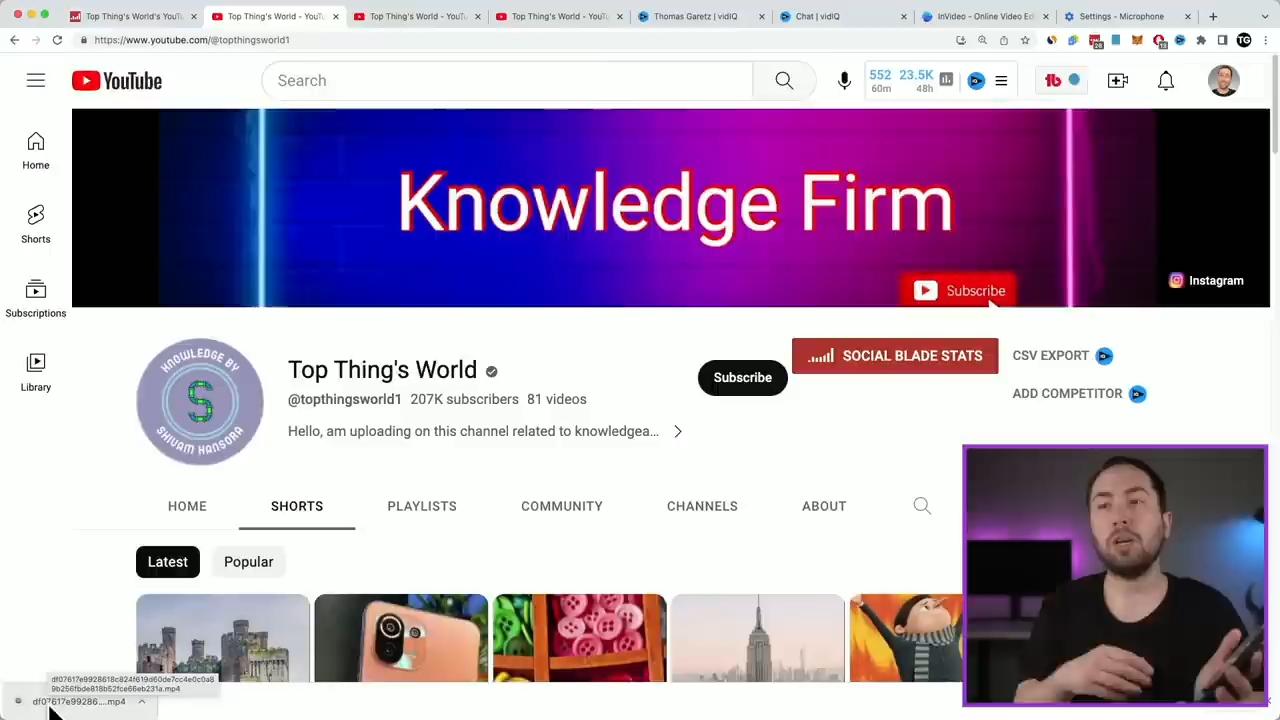 Top Thing's World's YouT
Top Thing's World - YouTu
Top Thing's World - YouTu
Top Thing's World - YouTu
Thomas Garetz | vidIQ
Chat | vidIQ
InVideo - Online Video Edi
Settings - Microphone
https://www.youtube.com/@topthingsworld1
TG
YouTube
Search
552
60m
23.5K
48h
Home
Shorts
Subscriptions
Library
Knowledge Firm
Subscribe
Instagram
KNOWLEDGE BY
S
SHIVAM HANSORA
Top Thing's World
@topthingsworld1 207K subscribers 81 videos
Hello, am uploading on this channel related to knowledgea...
Subscribe
SOCIAL BLADE STATS
CSV EXPORT
ADD COMPETITOR
HOME
SHORTS
PLAYLISTS
COMMUNITY
CHANNELS
ABOUT
Latest
Popular